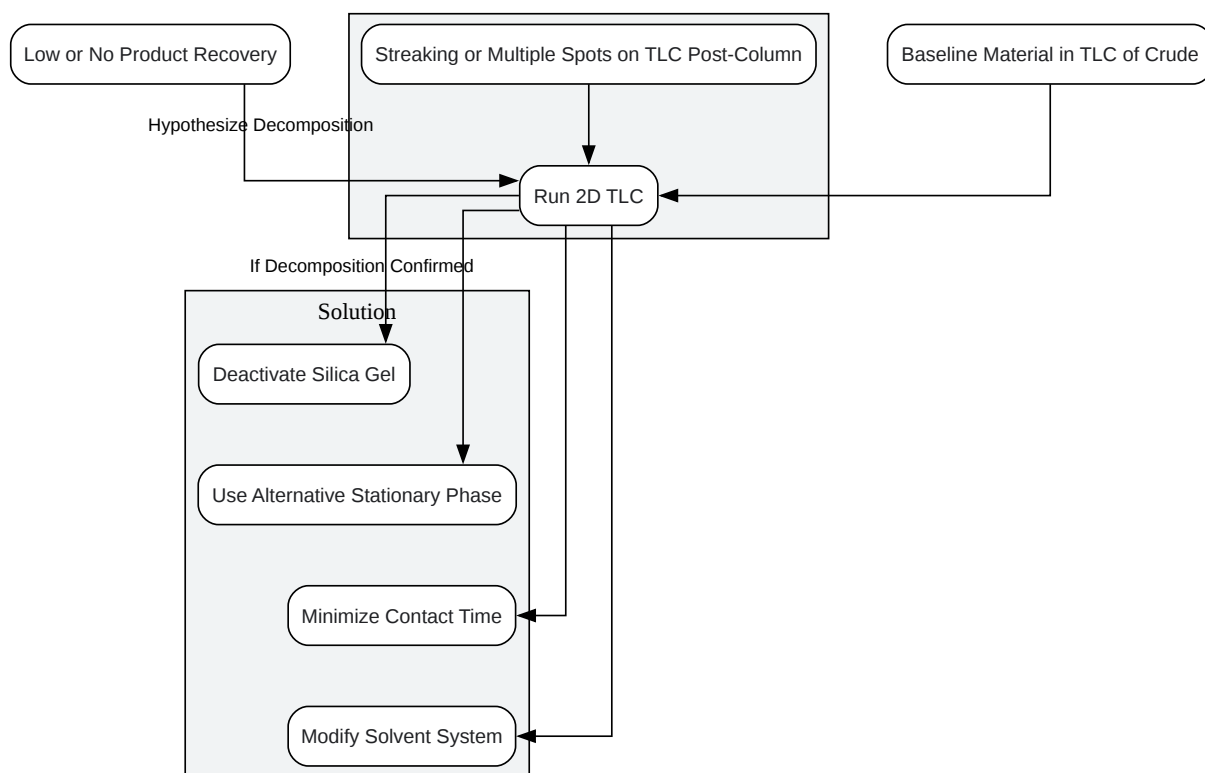 Low or No Product Recovery
Streaking or Multiple Spots on TLC Post-Column
Baseline Material in TLC of Crude
Hypothesize Decomposition
Run 2D TLC
If Decomposition Confirmed
Solution
Deactivate Silica Gel
Use Alternative Stationary Phase
Minimize Contact Time
Modify Solvent System